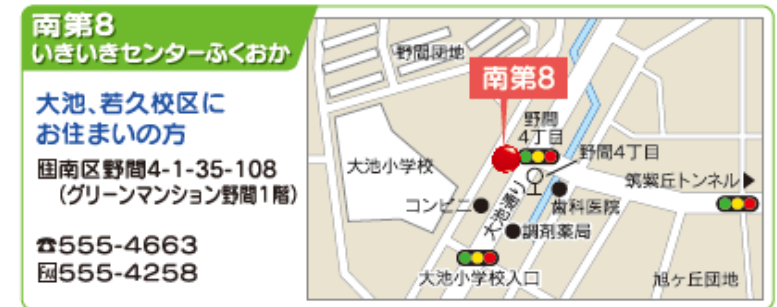 南第8
いきいきセンターふくおか
大池、若久校区に
お住まいの方
住南区野間4-1-35-108
(グリーンマンション野間1階)
☎555-4663
FAX555-4258
野間団地
南第8
野間
4丁目
野間4丁目
大池小学校
筑紫丘トンネル▶
コンビニ
大池通り
歯科医院
調剤薬局
大池小学校入口
旭ヶ丘団地